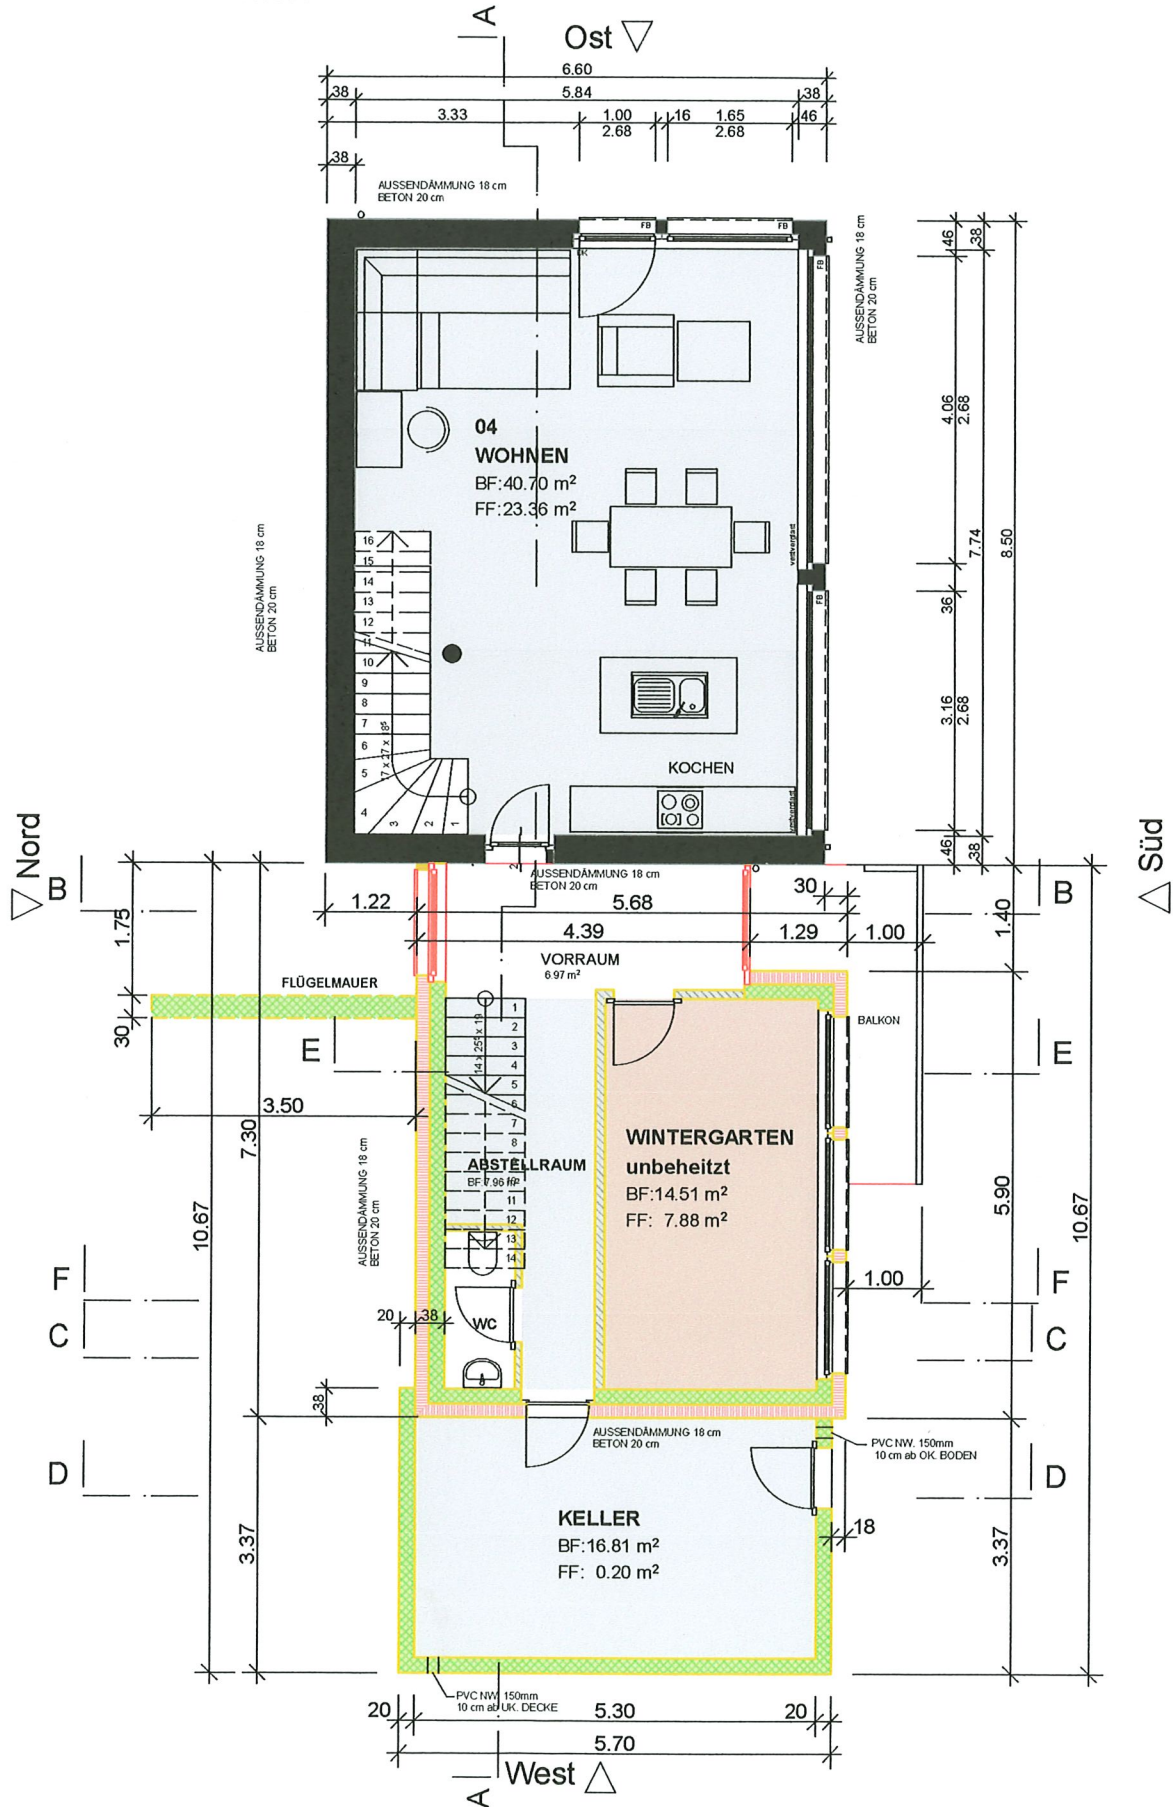 A
Ost
6.60
38
5.84
38
3.33
1.00
2.68
16
1.65
2.68
46
38
AUSSENDÄMMUNG 18 cm
BETON 20 cm
FB
FB
AUSSENDÄMMUNG 18 cm
BETON 20 cm
46
38
FB
4.06
2.68
7.74
8.50
04
WOHNEN
BF:40.70 m²
FF:23.36 m²
AUSSENDÄMMUNG 18 cm
BETON 20 cm
16
15
14
13
12
11
10
9
8
7
6
5
4
3
2
1
17 x 27 x 18⁵
36
FB
3.16
2.68
KOCHEN
46
38
Nord
Süd
B
B
1.75
AUSSENDÄMMUNG 18 cm
BETON 20 cm
30
1.22
5.68
1.40
4.39
1.29
1.00
VORRAUM
6.97 m²
FLÜGELMAUER
30
BALKON
E
E
1
2
3
4
5
6
7
8
11
12
13
14
14 x 25⁵ x 19
3.50
7.30
10.67
AUSSENDÄMMUNG 18 cm
BETON 20 cm
ABSTELLRAUM
BF 7.96 m²
WINTERGARTEN
unbeheitzt
BF:14.51 m²
FF: 7.88 m²
5.90
10.67
F
F
1.00
C
C
20
38
WC
38
AUSSENDÄMMUNG 18 cm
BETON 20 cm
PVC NW. 150mm
10 cm ab OK. BODEN
D
D
KELLER
BF:16.81 m²
FF: 0.20 m²
18
3.37
3.37
PVC NW. 150mm
10 cm ab UK. DECKE
20
5.30
20
5.70
West
A